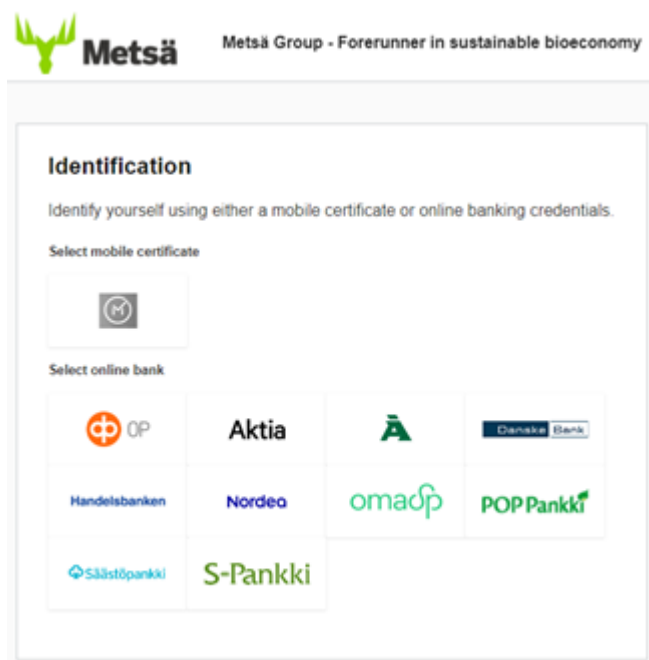 Metsä
Metsä Group - Forerunner in sustainable bioeconomy
Identification
Identify yourself using either a mobile certificate or online banking credentials.
Select mobile certificate
Select online bank
OP Aktia Danske Bank
Handelsbanken Nordea omasp POP Pankki
Säästöpankki S-Pankki